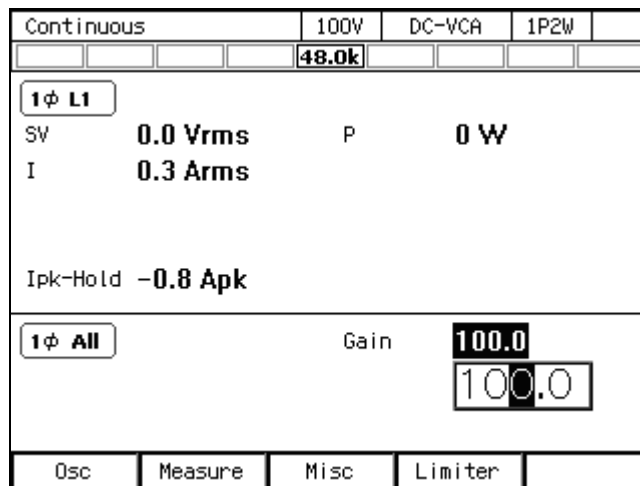 Continuous 100V DC-VCA 1P2W
48.0k
1ϕ L1
SV 0.0 Vrms P 0 W
I 0.3 Arms
Ipk-Hold -0.8 Apk
1ϕ All Gain 100.0
100.0
Osc Measure Misc Limiter